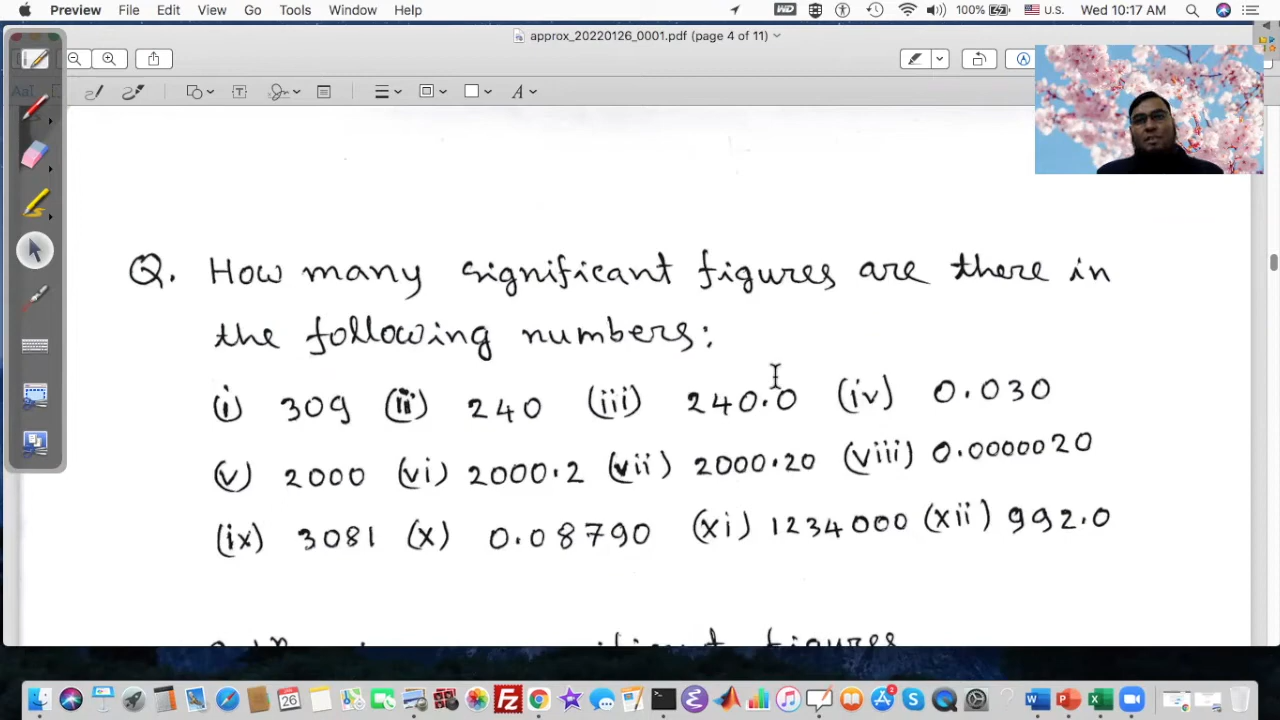 Preview File Edit View Go Tools Window Help 100% U.S. Wed 10:17 AM
approx_20220126_0001.pdf (page 4 of 11)
Q. How many significant figures are there in
the following numbers:
(i) 309 (ii) 240 (iii) 240.0 (iv) 0.030
(v) 2000 (vi) 2000.2 (vii) 2000.20 (viii) 0.0000020
(ix) 3081 (x) 0.08790 (xi) 1234000 (xii) 992.0
figures